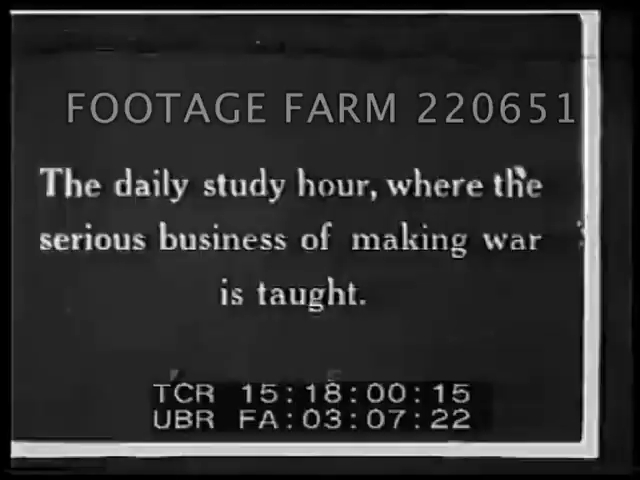 FOOTAGE FARM 220651
The daily study hour, where the
serious business of making war
is taught.
TCR 15:18:00:15
UBR FA:03:07:22